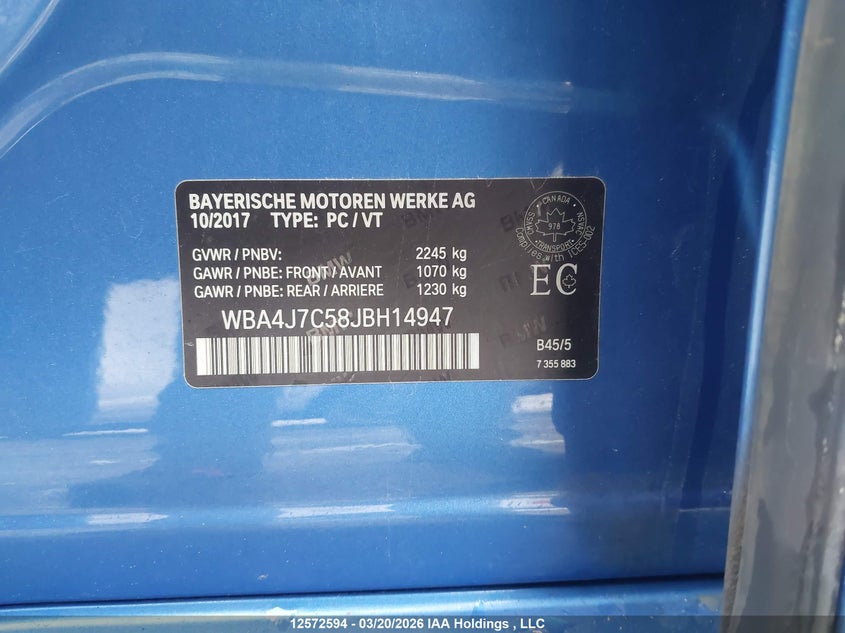 BAYERISCHE MOTOREN WERKE AG
10/2017 TYPE: PC / VT
GVWR / PNBV: 2245 kg
GAWR / PNBE: FRONT / AVANT 1070 kg
GAWR / PNBE: REAR / ARRIERE 1230 kg
WBA4J7C58JBH14947
CANADA
978
TRANSPORT
EC
B45/5
7 355 883
BMW
12572594 - 03/20/2026 IAA Holdings , LLC